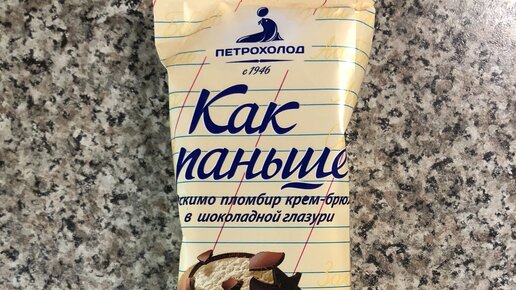 ПЕТРОХОЛОД
с 1946
Как
раньше
эскимо пломбир крем-брюле
в шоколадной глазури